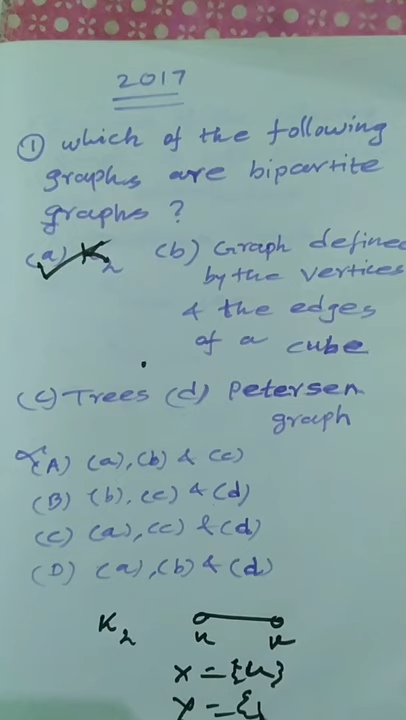 2017
① which of the following
graphs are bipartite
graphs ?
(a) K₂ (b) Graph define
by the vertices
& the edges
of a cube
(c) Trees (d) Petersen
graph
(A) (a), (b) & (c)
(B) (b), (c) & (d)
(C) (a), (c) & (d)
(D) (a), (b) & (d)
K₂
u v
X = {u}
Y = {